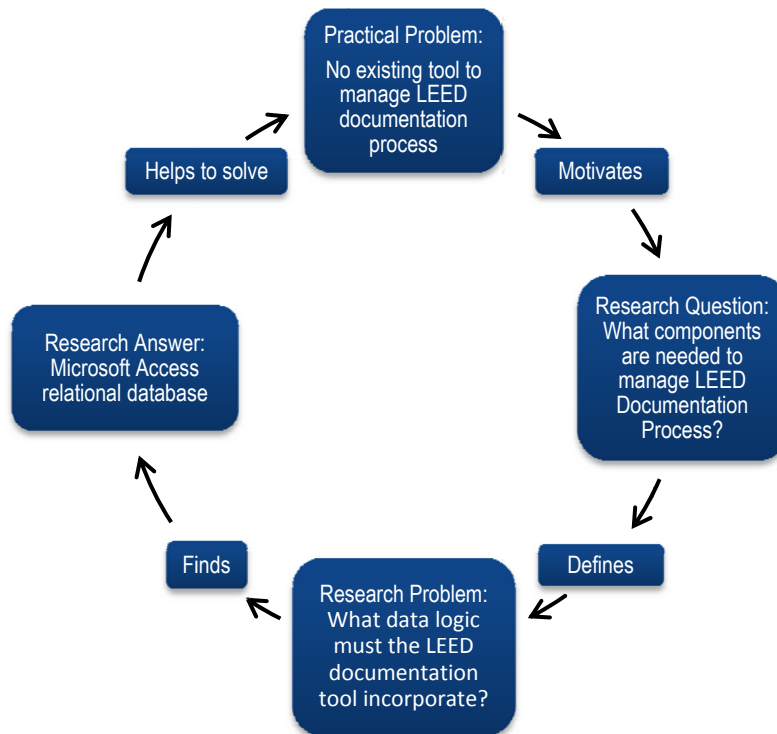 Practical Problem:
No existing tool to
manage LEED
documentation
process
Motivates
Research Question:
What components
are needed to
manage LEED
Documentation
Process?
Defines
Research Problem:
What data logic
must the LEED
documentation
tool incorporate?
Finds
Research Answer:
Microsoft Access
relational database
Helps to solve